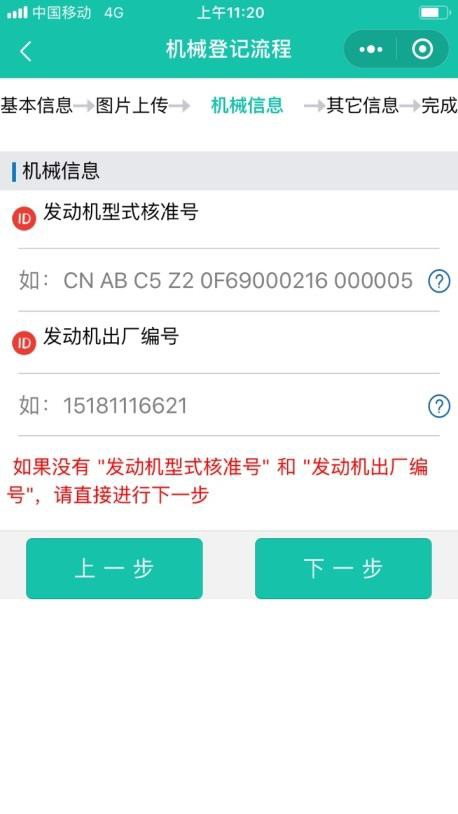 中国移动 4G 上午11:20
机械登记流程
基本信息 图片上传 机械信息 其它信息 完成
机械信息
ID 发动机型式核准号
如: CN AB C5 Z2 0F69000216 000005 ?
ID 发动机出厂编号
如: 15181116621 ?
如果没有 "发动机型式核准号" 和 "发动机出厂编
号", 请直接进行下一步
上一步 下一步